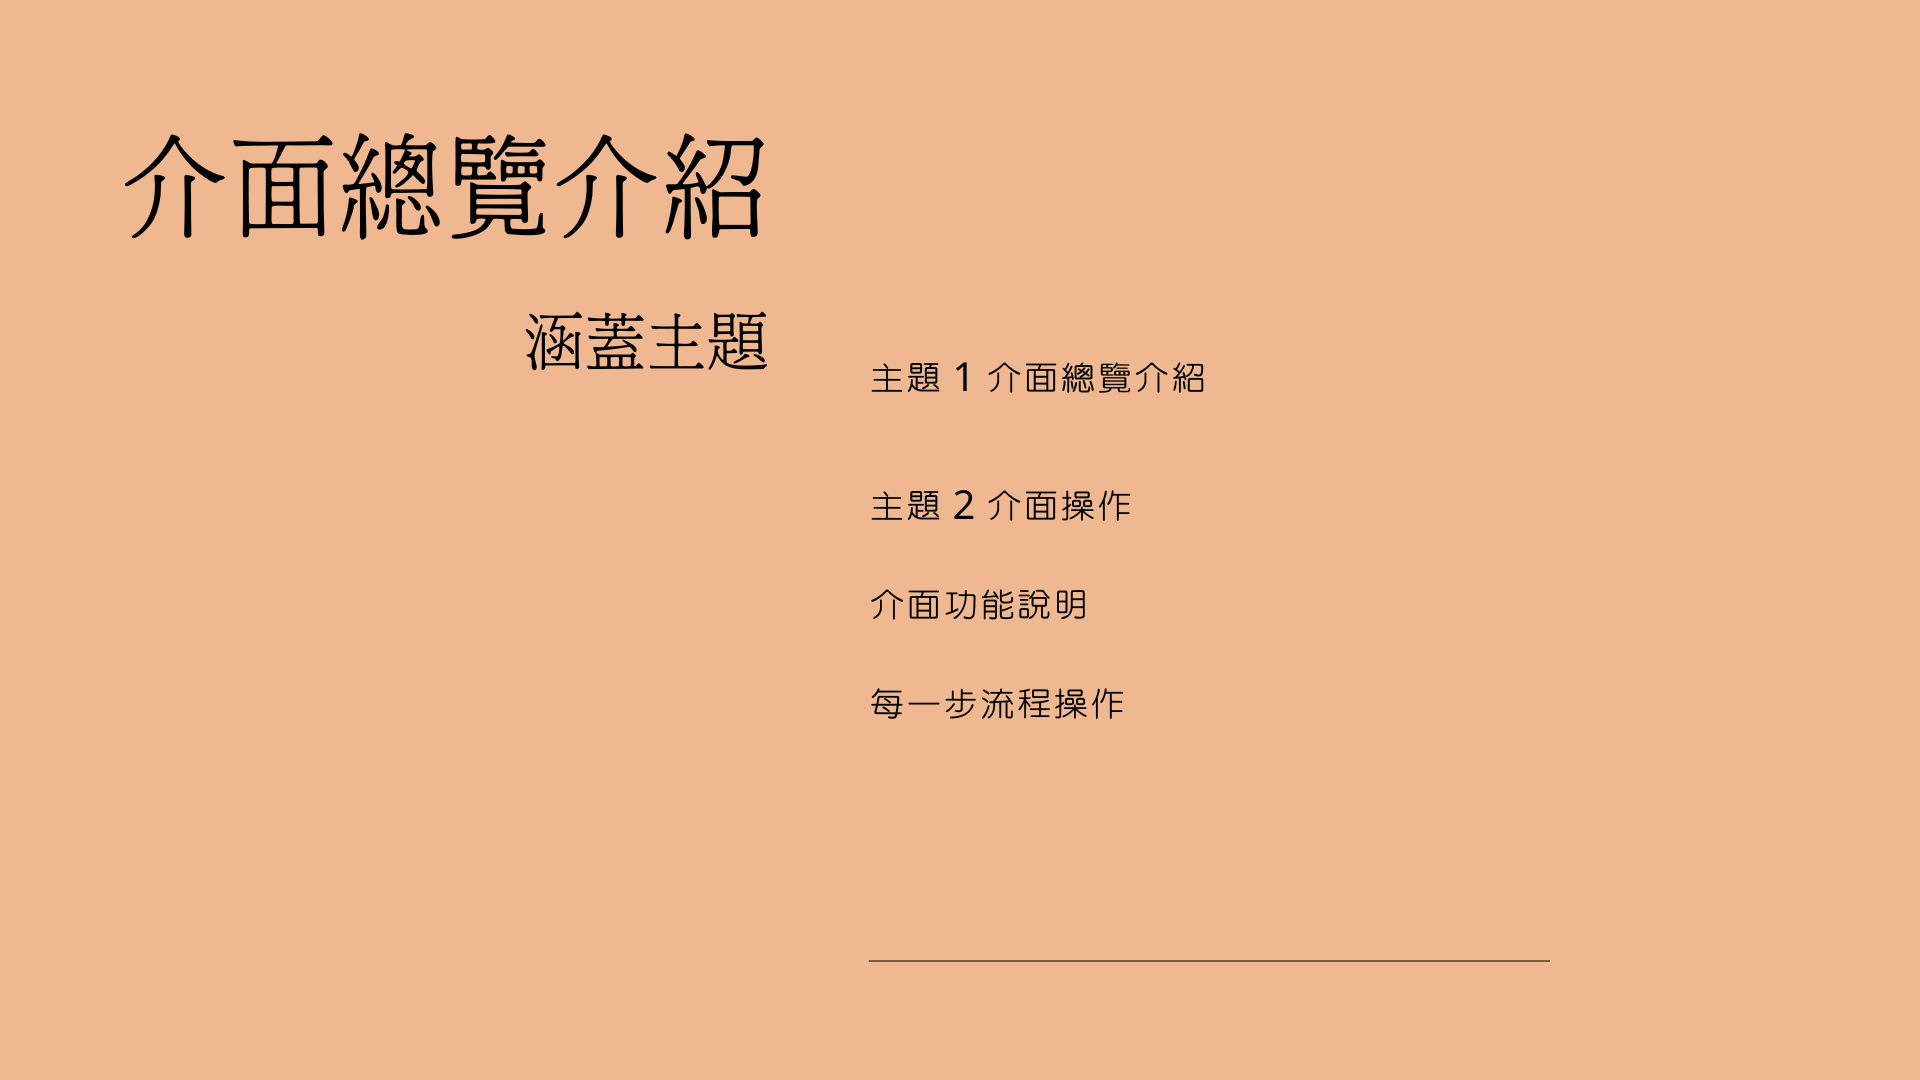 介面總覽介紹
涵蓋主題
主題 1 介面總覽介紹
主題 2 介面操作
介面功能說明
每一步流程操作